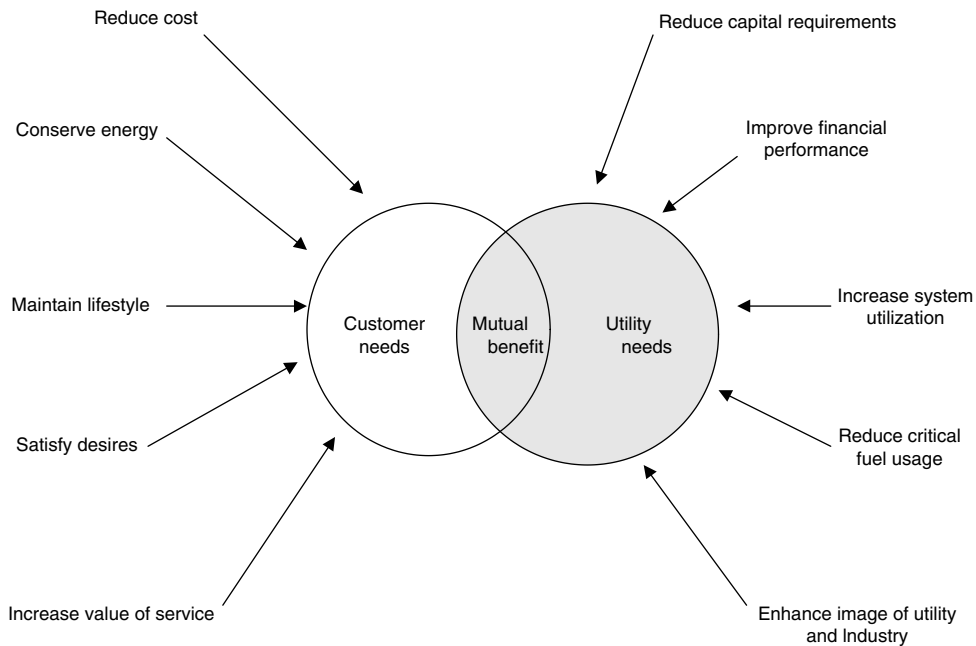 Reduce cost
Reduce capital requirements
Conserve energy
Improve financial
performance
Maintain lifestyle
Increase system
utilization
Customer
needs
Mutual
benefit
Utility
needs
Satisfy desires
Reduce critical
fuel usage
Increase value of service
Enhance image of utility
and Industry